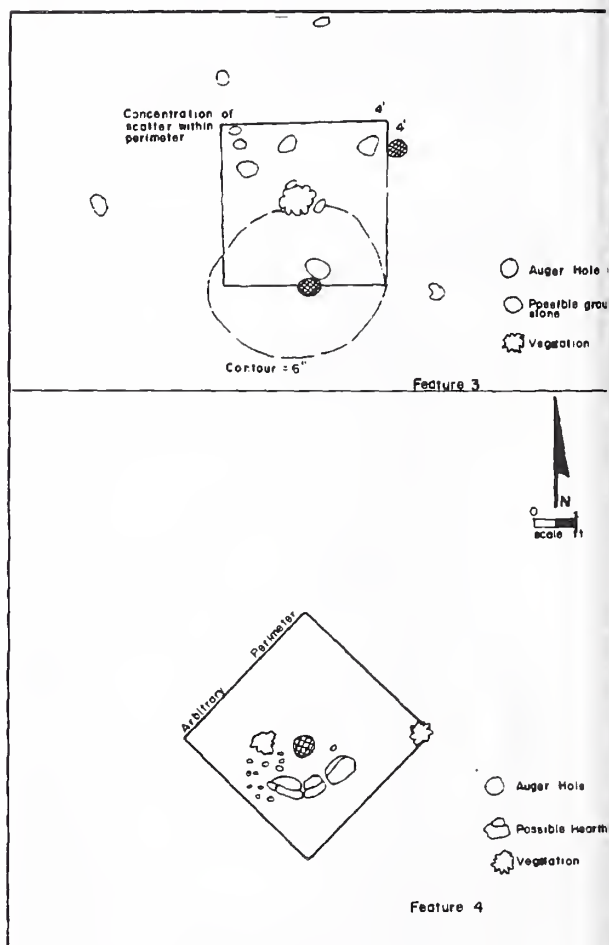 4'
Concentration of
scatter within
perimeter
4'
Auger Hole
Possible grou
stone
Vegetation
Contour = 6"
Feature 3
N
0 1
scale ft
Arbitrary Perimeter
Auger Hole
Possible Hearth
Vegetation
Feature 4